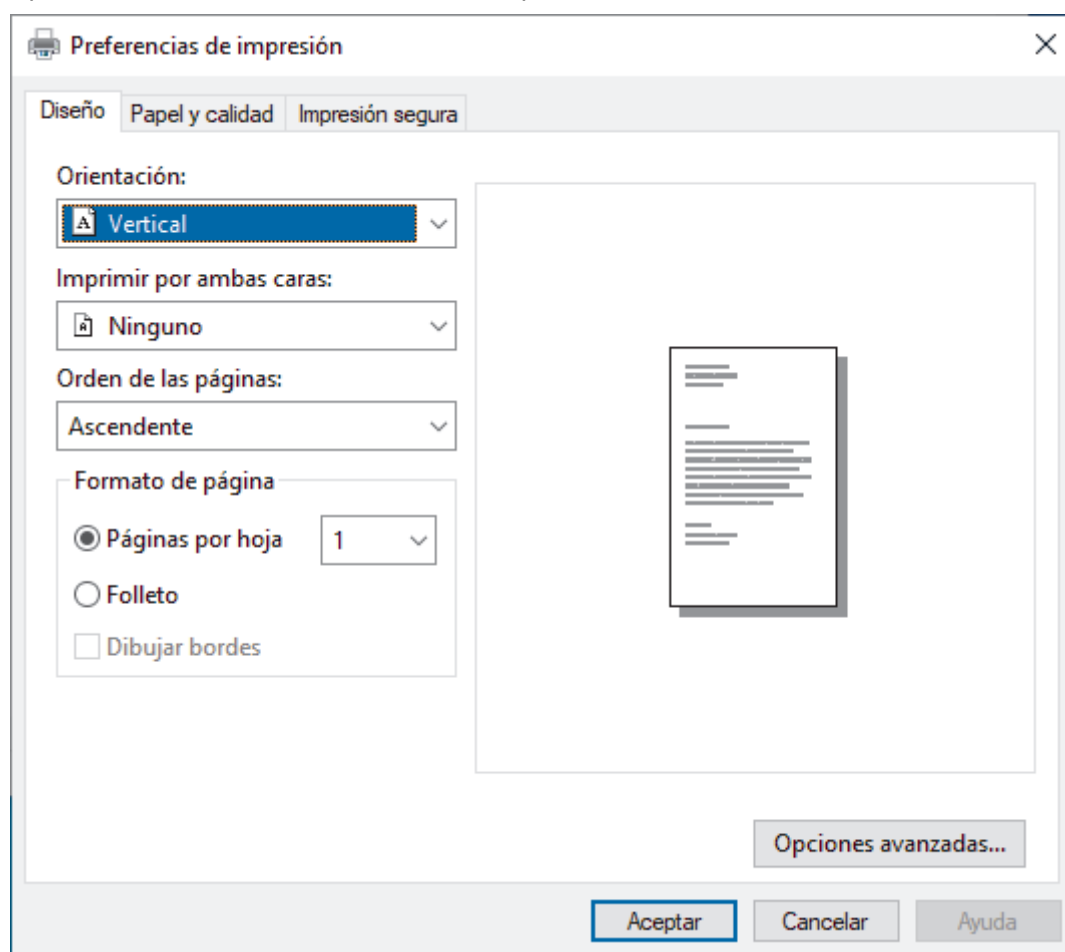 Preferencias de impresión
Diseño Papel y calidad Impresión segura
Orientación:
Vertical
Imprimir por ambas caras:
Ninguno
Orden de las páginas:
Ascendente
Formato de página
Páginas por hoja 1
Folleto
Dibujar bordes
Opciones avanzadas...
Aceptar Cancelar Ayuda